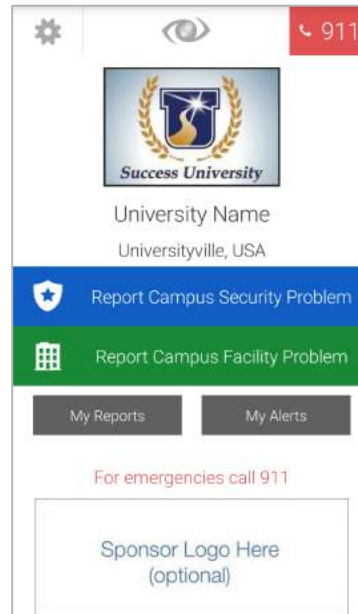 911
Success University
University Name
Universityville, USA
Report Campus Security Problem
Report Campus Facility Problem
My Reports
My Alerts
For emergencies call 911
Sponsor Logo Here
(optional)